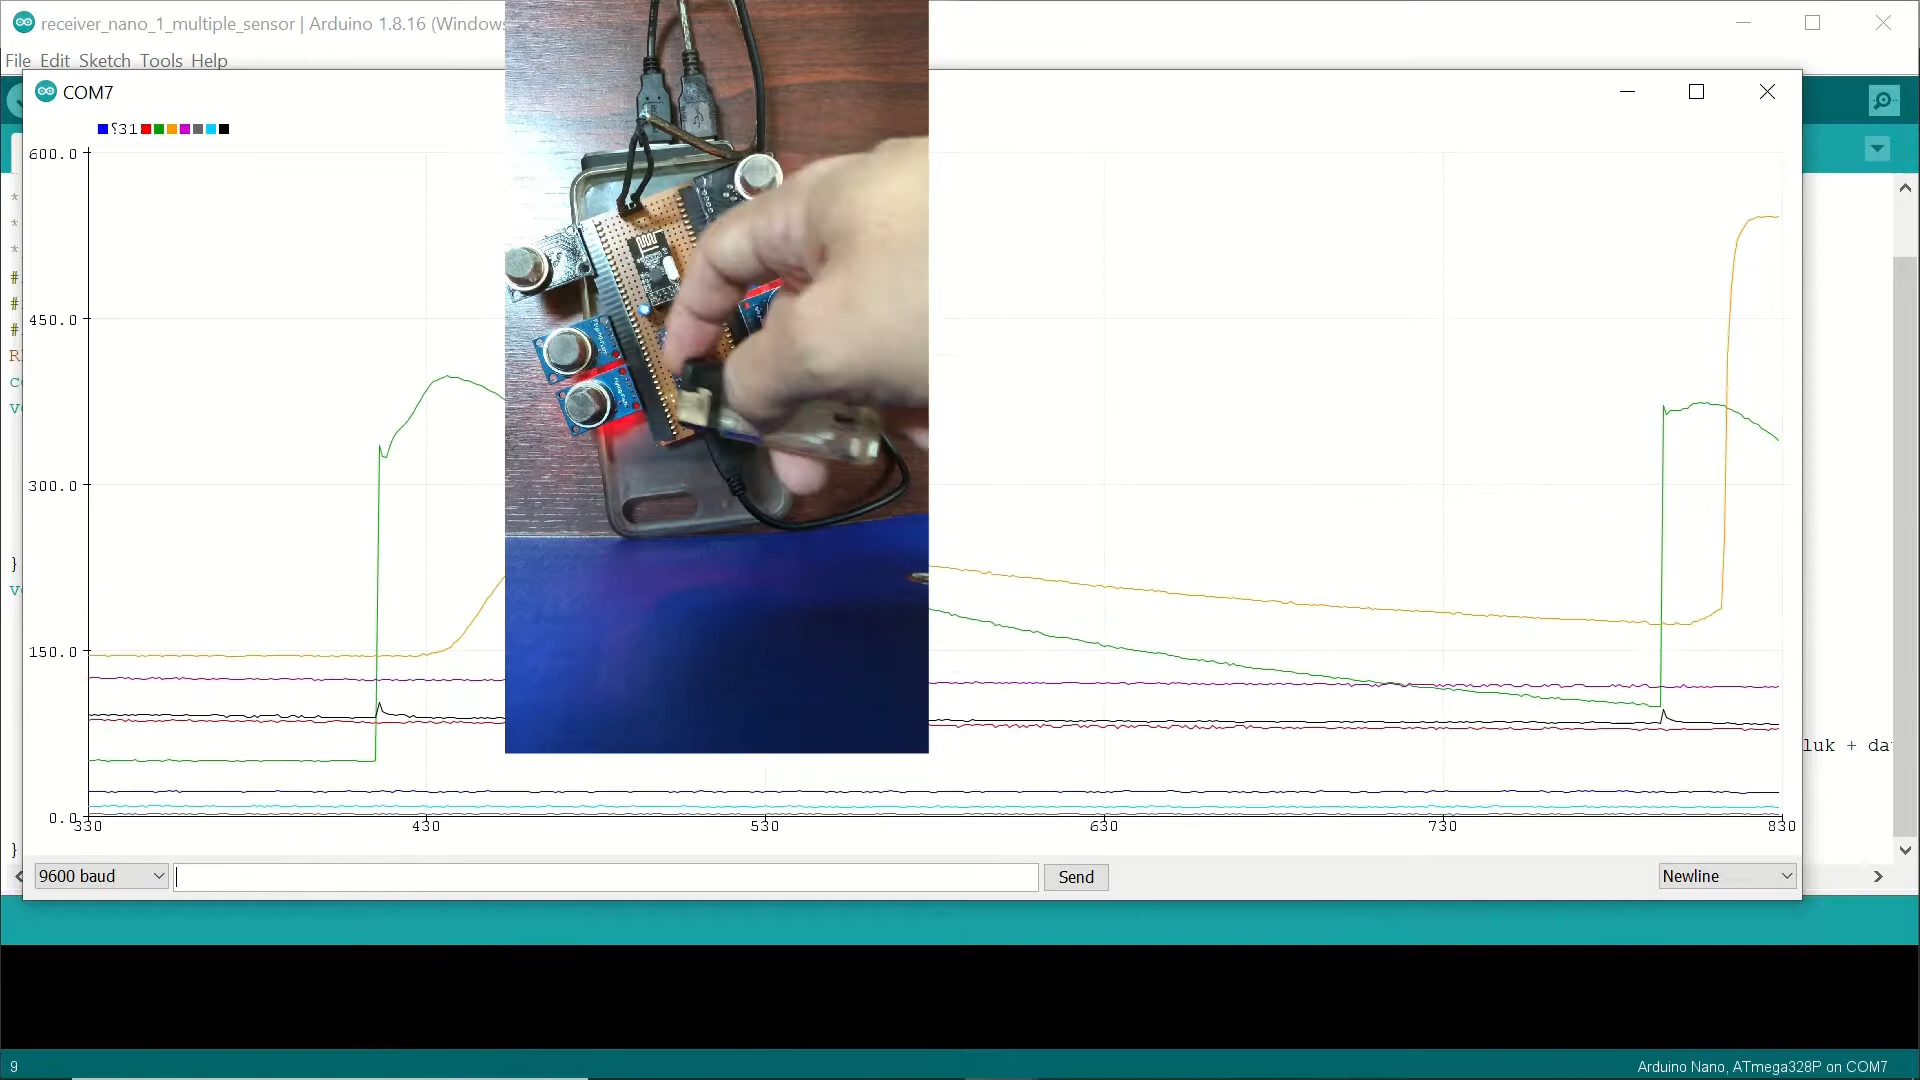 receiver_nano_1_multiple_sensor | Arduino 1.8.16 (Windows
File Edit Sketch Tools Help
COM7
⸮31
600.0
450.0
300.0
150.0
0.0
330 430 530 630 730 830
*
*
*
#
#
#
}
luk + da
}
9600 baud
Send
Newline
9
Arduino Nano, ATmega328P on COM7